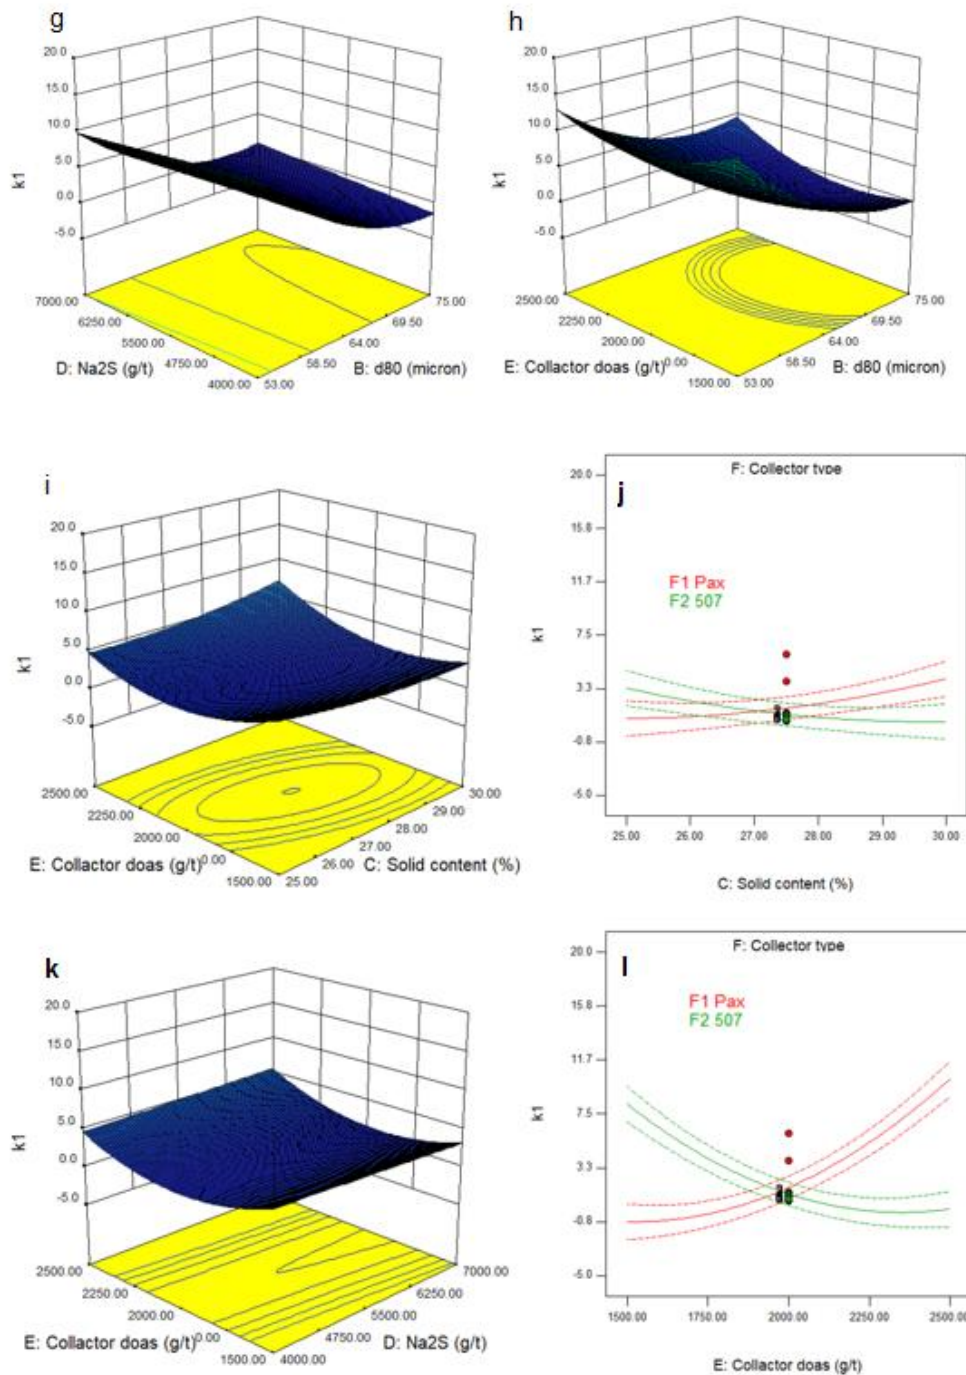 g
20.0
15.0
10.0
5.0
0.0
-5.0
k1
7000.00
6250.00
5500.00
4750.00
4000.00
D: Na2S (g/t)
53.00
58.50
64.00
69.50
75.00
B: d80 (micron)
h
20.0
15.0
10.0
5.0
0.0
-5.0
k1
2500.00
2250.00
2000.00
0.00
1500.00
E: Collactor doas (g/t)
53.00
58.50
64.00
69.50
75.00
B: d80 (micron)
i
20.0
15.0
10.0
5.0
0.0
-5.0
k1
2500.00
2250.00
2000.00
0.00
1500.00
E: Collactor doas (g/t)
25.00
26.00
27.00
28.00
29.00
30.00
C: Solid content (%)
F: Collector type
j
20.0
15.8
11.7
7.5
3.3
-0.8
-5.0
k1
F1 Pax
F2 507
25.00 26.00 27.00 28.00 29.00 30.00
C: Solid content (%)
k
20.0
15.0
10.0
5.0
0.0
-5.0
k1
2500.00
2250.00
2000.00
0.00
1500.00
E: Collactor doas (g/t)
4000.00
4750.00
5500.00
6250.00
7000.00
D: Na2S (g/t)
F: Collector type
l
20.0
15.8
11.7
7.5
3.3
-0.8
-5.0
k1
F1 Pax
F2 507
1500.00 1750.00 2000.00 2250.00 2500.00
E: Collactor doas (g/t)